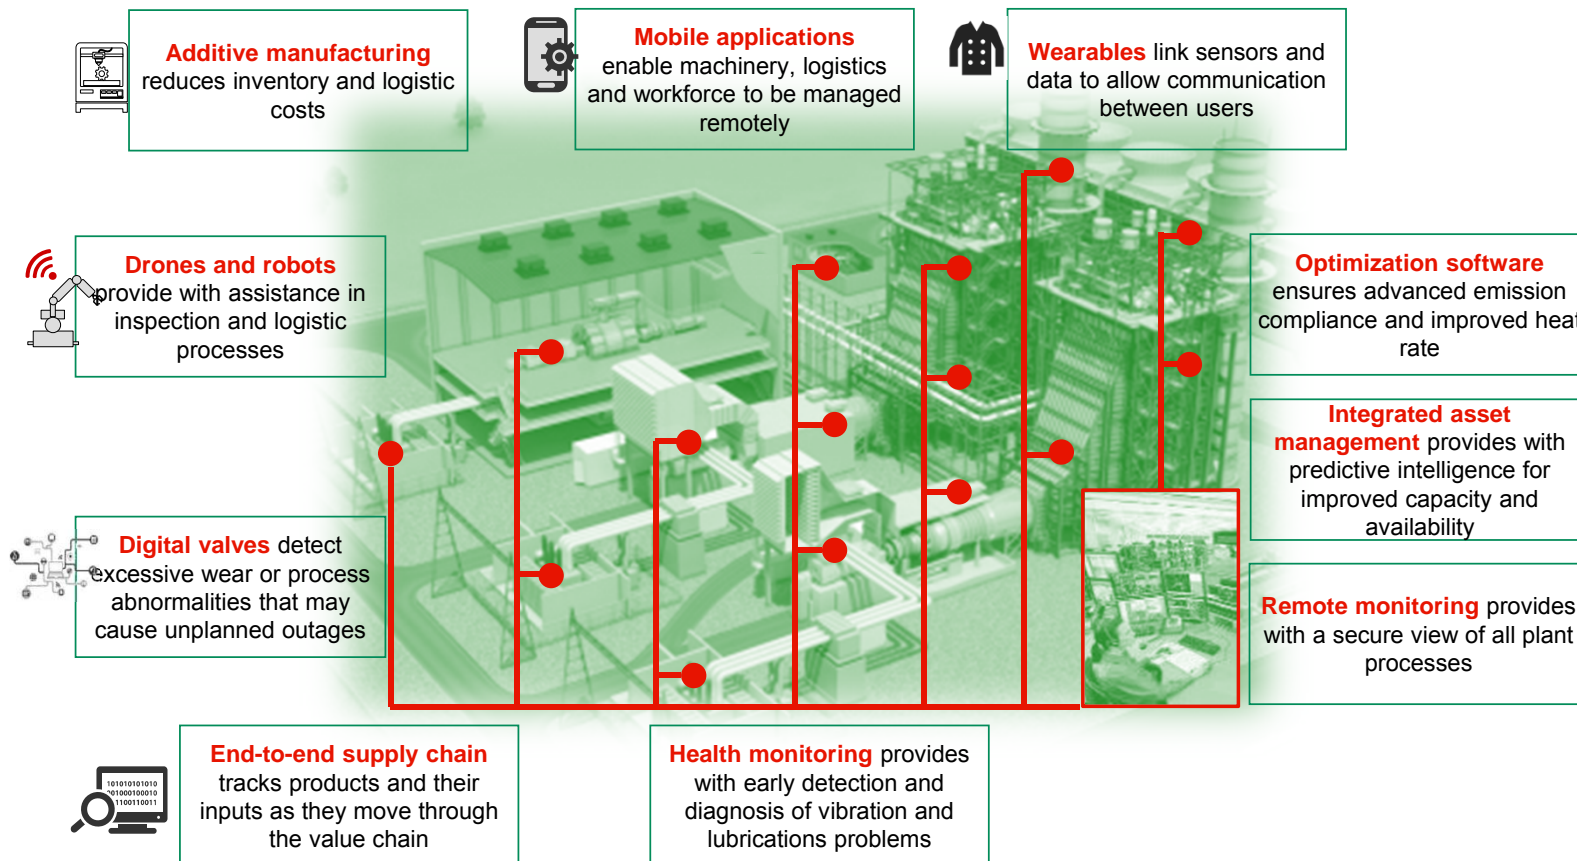 Additive manufacturing
reduces inventory and logistic
costs
Mobile applications
enable machinery, logistics
and workforce to be managed
remotely
Wearables link sensors and
data to allow communication
between users
Drones and robots
provide with assistance in
inspection and logistic
processes
Optimization software
ensures advanced emission
compliance and improved heat
rate
Integrated asset
management provides with
predictive intelligence for
improved capacity and
availability
Digital valves detect
excessive wear or process
abnormalities that may
cause unplanned outages
Remote monitoring provides
with a secure view of all plant
processes
End-to-end supply chain
tracks products and their
inputs as they move through
the value chain
Health monitoring provides
with early detection and
diagnosis of vibration and
lubrications problems
101010101010
001000100010
1100110011